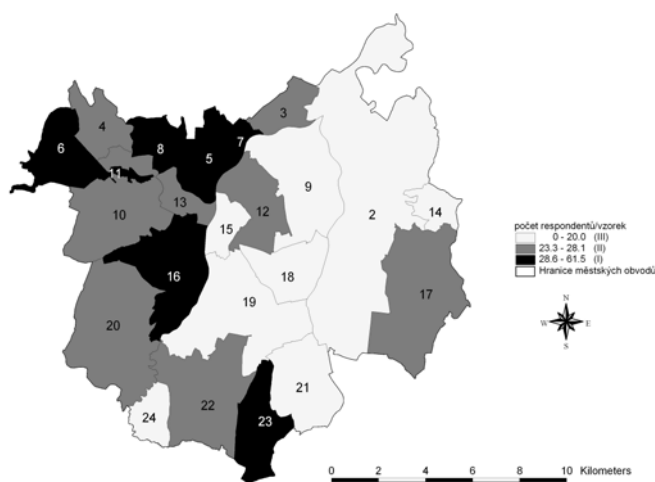 3
4
7
6
8
5
11
9
13
10
12
2
14
15
16
18
17
19
20
21
22
24
23
počet respondentů/vzorek
0 - 20.0 (III)
23.3 - 28.1 (II)
28.6 - 61.5 (I)
Hranice městských obvodů
N
W E
S
0 2 4 6 8 10 Kilometers